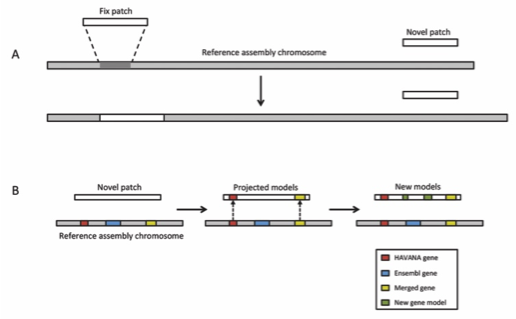 Fix patch
Novel patch
A
Reference assembly chromosome
B
Novel patch
Projected models
New models
Reference assembly chromosome
HAVANA gene
Ensembl gene
Merged gene
New gene model